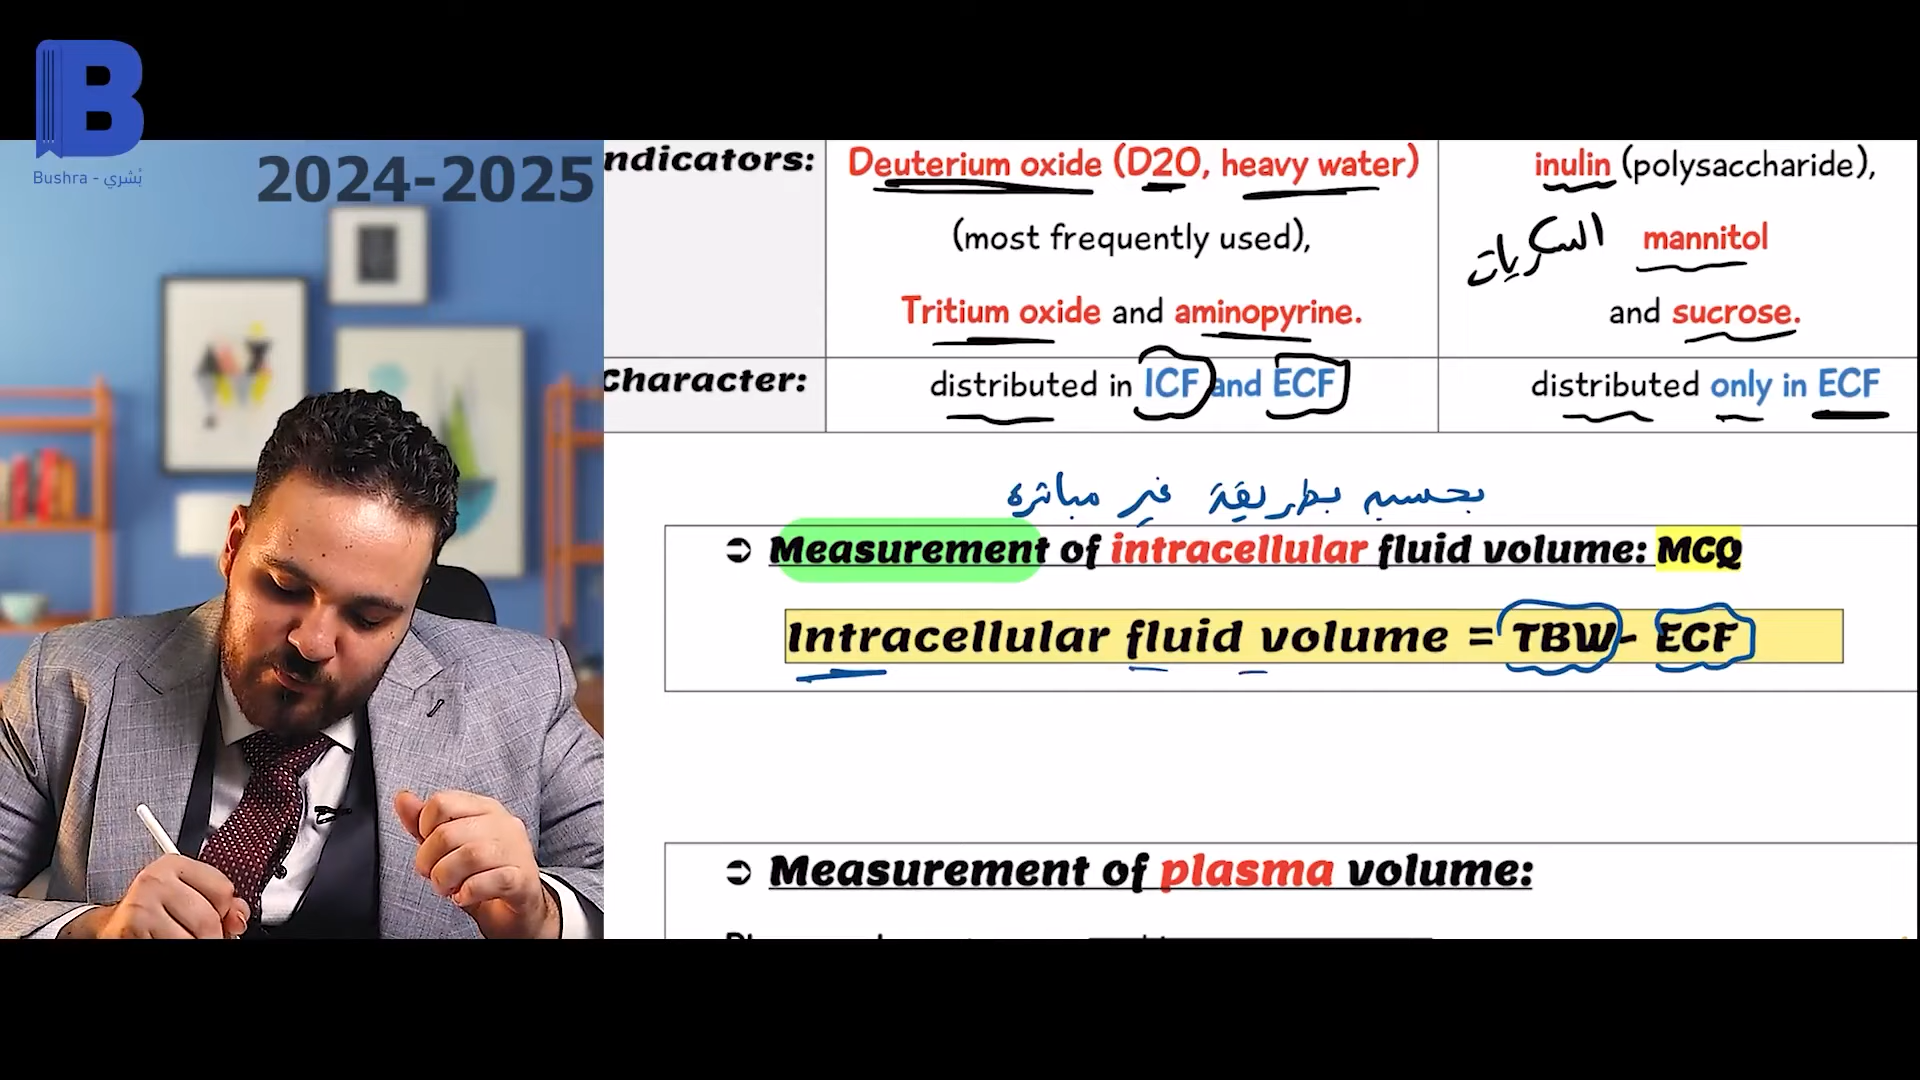 Bushra - بُشري
2024-2025
ndicators:
Deuterium oxide (D2O, heavy water)
(most frequently used),
Tritium oxide and aminopyrine.
inulin (polysaccharide),
السكريات
mannitol
and sucrose.
Character:
distributed in ICF and ECF
distributed only in ECF
بحسبه بطريقة غير مباشره
➲ Measurement of intracellular fluid volume: MCQ
Intracellular fluid volume = TBW- ECF
➲ Measurement of plasma volume: